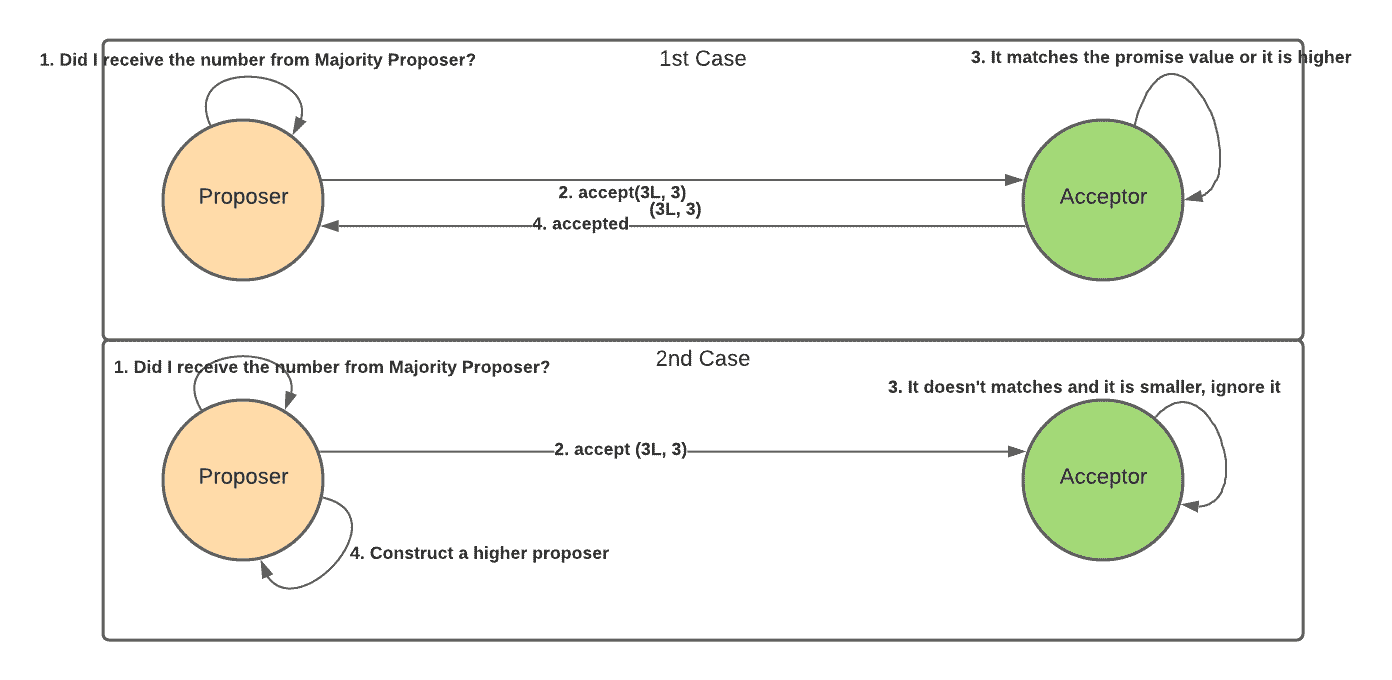 1st Case
1. Did I receive the number from Majority Proposer?
3. It matches the promise value or it is higher
Proposer
Acceptor
2. accept(3L, 3)
(3L, 3)
4. accepted
2nd Case
1. Did I receive the number from Majority Proposer?
3. It doesn't matches and it is smaller, ignore it
Proposer
Acceptor
2. accept (3L, 3)
4. Construct a higher proposer